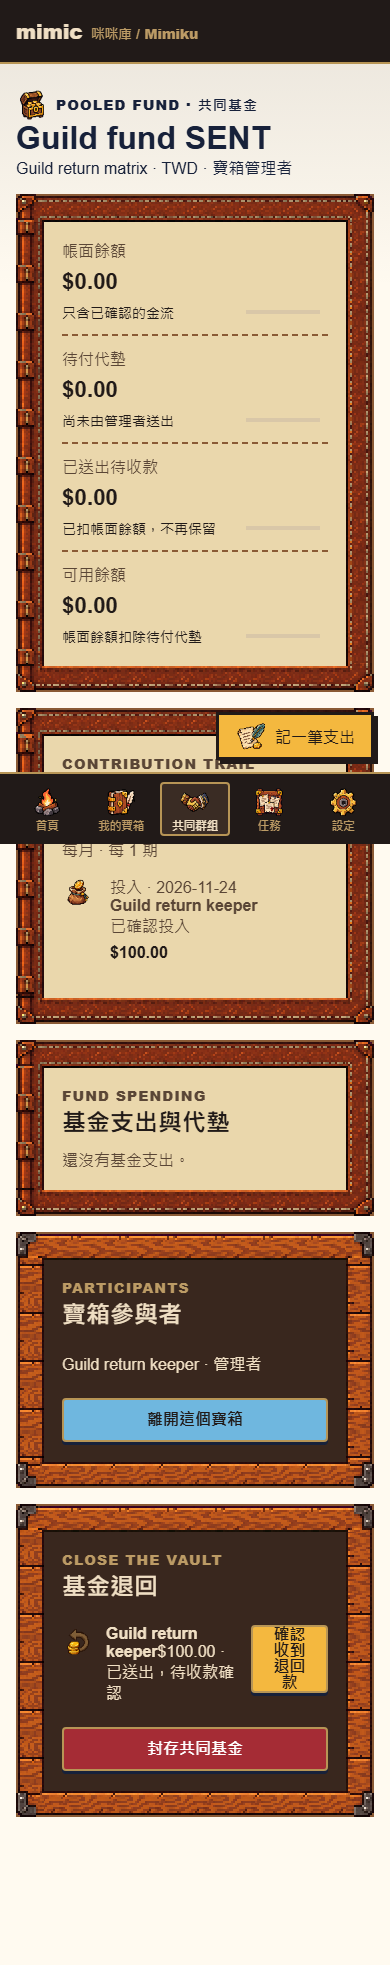 mimic 咪咪庫 / Mimiku
POOLED FUND · 共同基金
Guild fund SENT
Guild return matrix · TWD · 寶箱管理者
帳面餘額
$0.00
只含已確認的金流
待付代墊
$0.00
尚未由管理者送出
已送出待收款
$0.00
已扣帳面餘額，不再保留
可用餘額
$0.00
帳面餘額扣除待付代墊
記一筆支出
CONTRIBUTION TRAIL
首頁 我的寶箱 共同群組 任務 設定
每月 · 每 1 期
投入 · 2026-11-24
Guild return keeper
已確認投入
$100.00
FUND SPENDING
基金支出與代墊
還沒有基金支出。
PARTICIPANTS
寶箱參與者
Guild return keeper · 管理者
離開這個寶箱
CLOSE THE VAULT
基金退回
Guild return
keeper$100.00 ·
已送出，待收款確
認
確認
收到
退回
款
封存共同基金